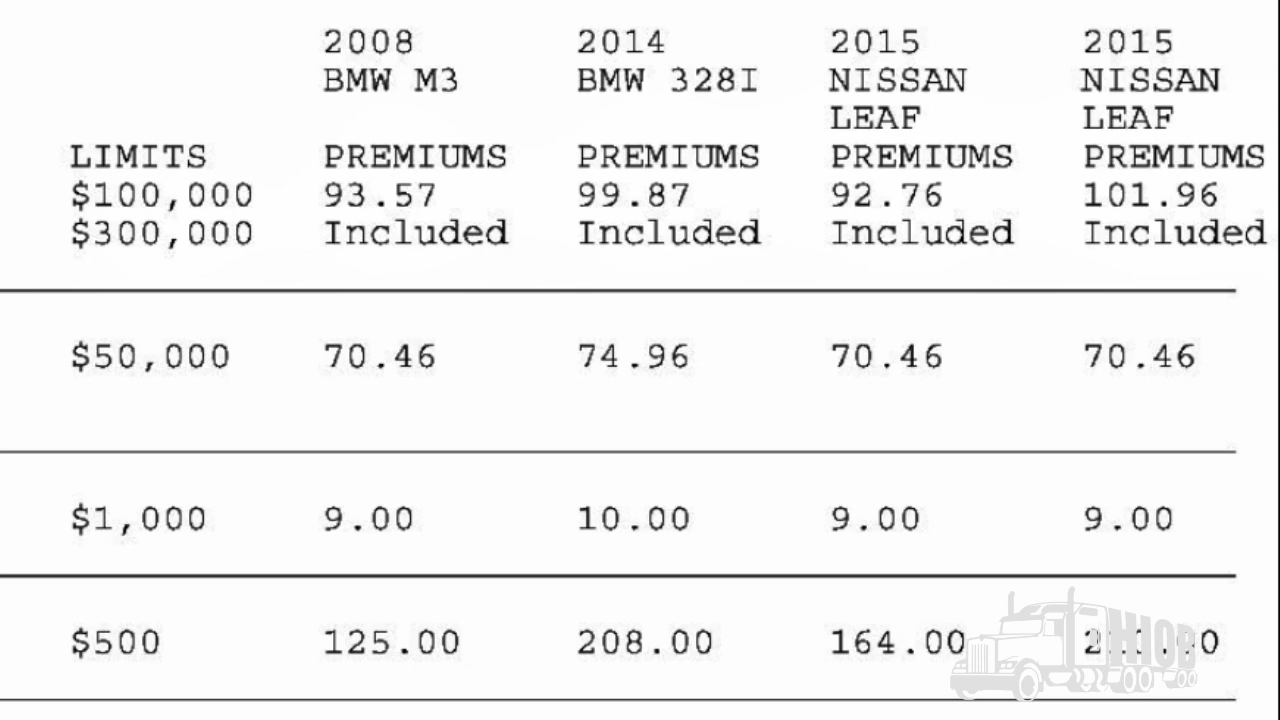 2008 2014 2015 2015
BMW M3 BMW 328I NISSAN NISSAN
LEAF LEAF
LIMITS PREMIUMS PREMIUMS PREMIUMS PREMIUMS
$100,000 93.57 99.87 92.76 101.96
$300,000 Included Included Included Included
$50,000 70.46 74.96 70.46 70.46
$1,000 9.00 10.00 9.00 9.00
$500 125.00 208.00 164.00